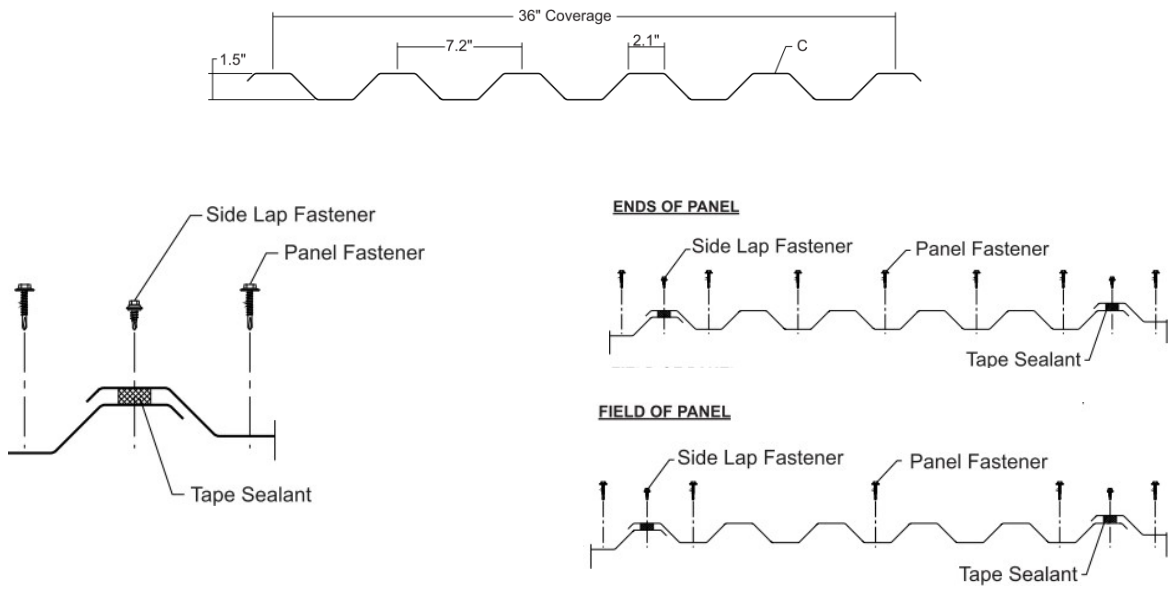 36" Coverage
1.5"
7.2"
2.1"
C
Side Lap Fastener
Panel Fastener
Tape Sealant
ENDS OF PANEL
Side Lap Fastener
Panel Fastener
Tape Sealant
FIELD OF PANEL
Side Lap Fastener
Panel Fastener
Tape Sealant